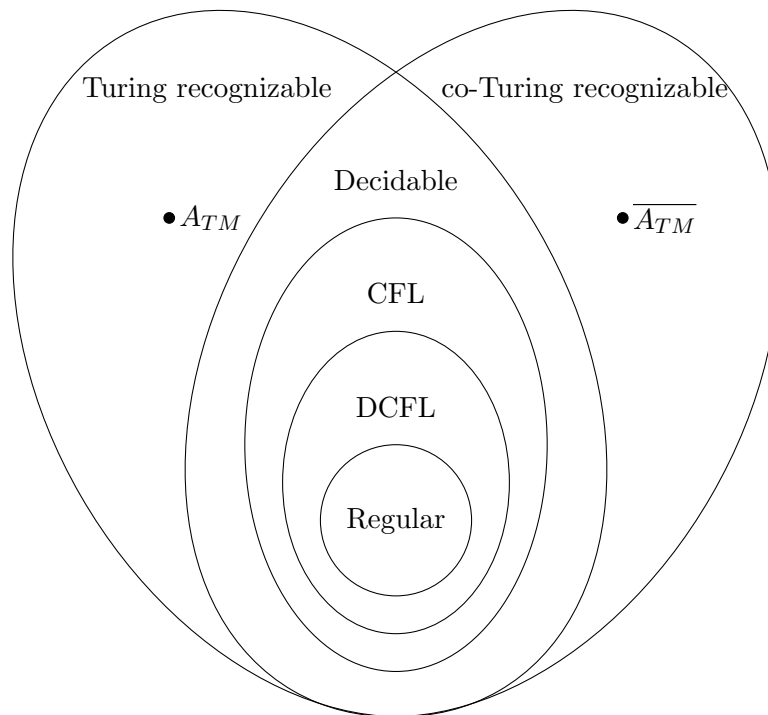 Turing recognizable
co-Turing recognizable
Decidable
$A_{TM}$
$\overline{A_{TM}}$
CFL
DCFL
Regular